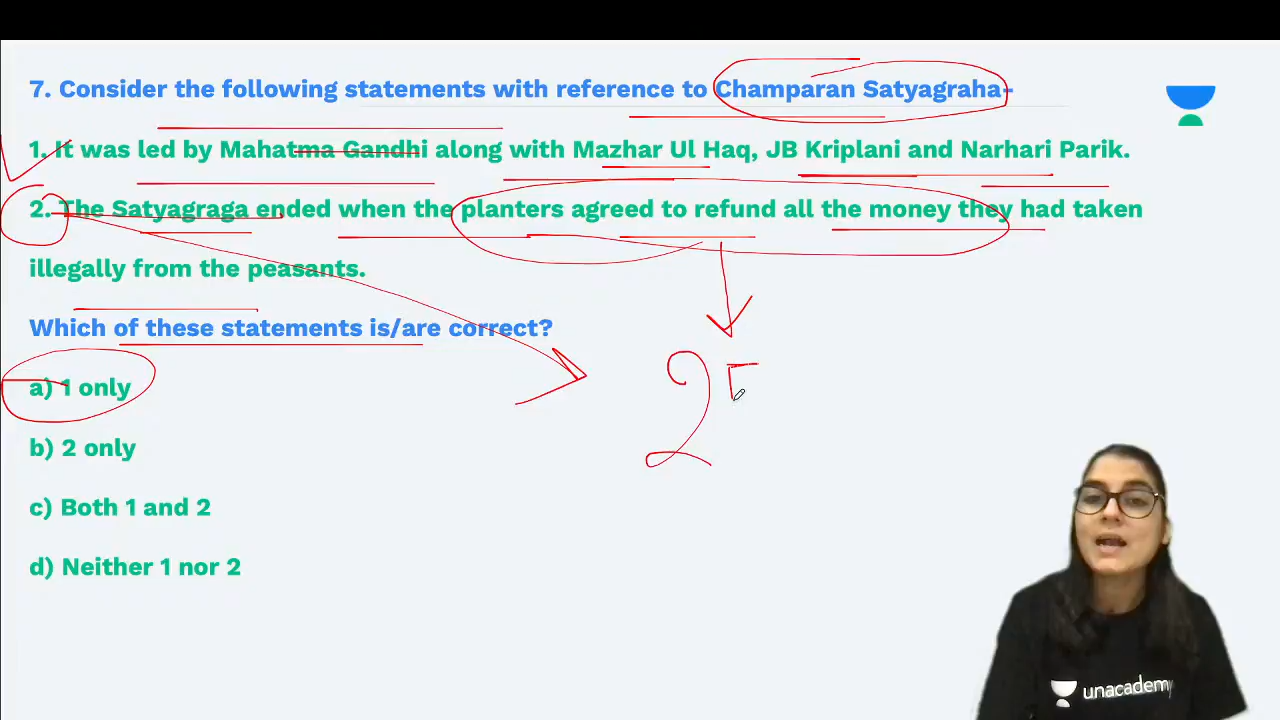 7. Consider the following statements with reference to Champaran Satyagraha-
1. It was led by Mahatma Gandhi along with Mazhar Ul Haq, JB Kriplani and Narhari Parik.
2. The Satyagraga ended when the planters agreed to refund all the money they had taken
illegally from the peasants.
Which of these statements is/are correct?
a) 1 only
b) 2 only
c) Both 1 and 2
d) Neither 1 nor 2
2
unacademy